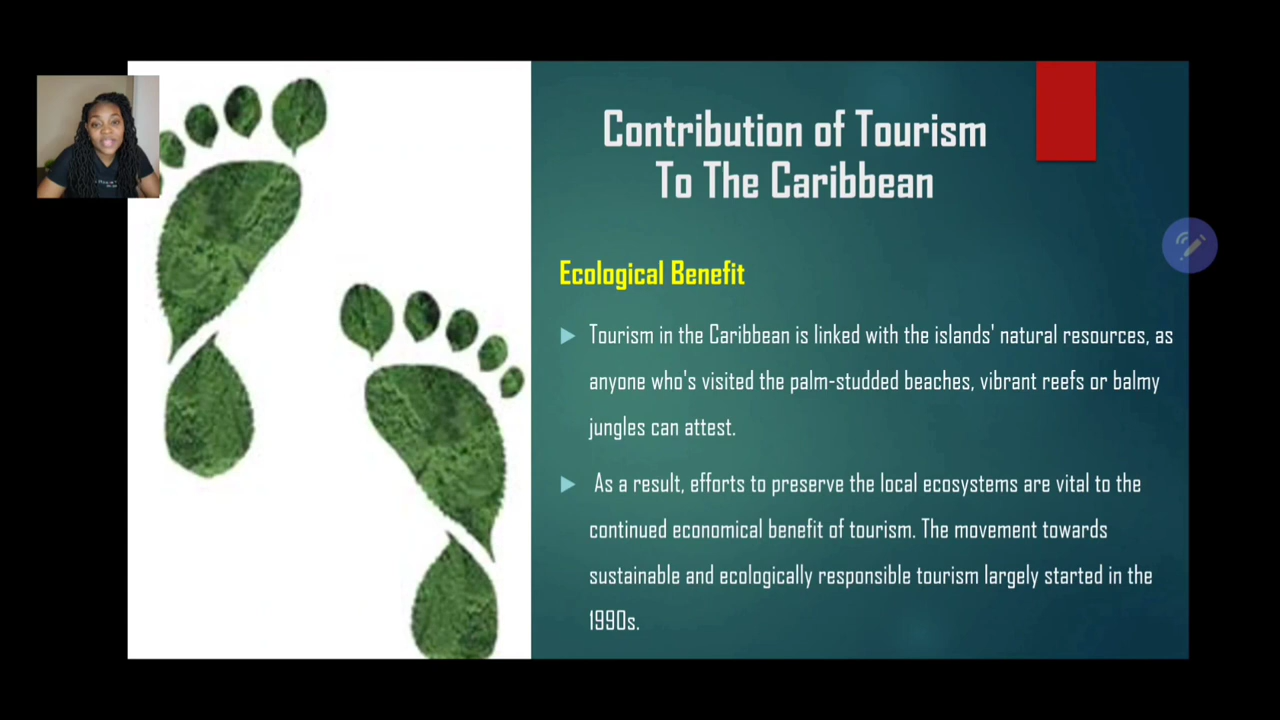 Contribution of Tourism
To The Caribbean
Ecological Benefit
Tourism in the Caribbean is linked with the islands' natural resources, as
anyone who's visited the palm-studded beaches, vibrant reefs or balmy
jungles can attest.
As a result, efforts to preserve the local ecosystems are vital to the
continued economical benefit of tourism. The movement towards
sustainable and ecologically responsible tourism largely started in the
1990s.